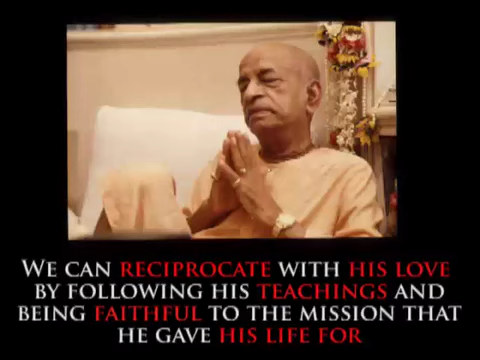 WE CAN RECIPROCATE WITH HIS LOVE
BY FOLLOWING HIS TEACHINGS AND
BEING FAITHFUL TO THE MISSION THAT
HE GAVE HIS LIFE FOR